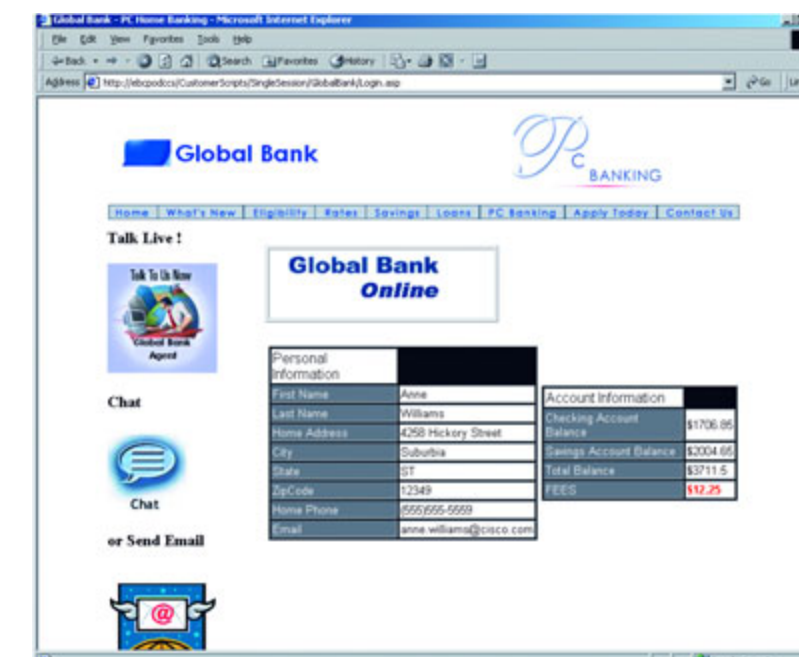 Global Bank - PC Home Banking - Microsoft Internet Explorer
File Edit View Favorites Tools Help
Back Search Favorites History
Address http://ebcpodccs/CustomerScripts/SingleSession/GlobalBank/Login.asp Go
Global Bank
PC BANKING
Home What's New Eligibility Rates Savings Loans PC Banking Apply Today Contact Us
Talk Live !
Talk To Us Now
Global Bank
Agent
Global Bank
Online
Personal
Information
First Name Anne
Last Name Williams
Home Address 4258 Hickory Street
City Suburbia
State ST
ZipCode 12349
Home Phone (555)555-5559
Email anne.williams@cisco.com
Account Information
Checking Account
Balance $1706.85
Savings Account Balance $2004.65
Total Balance $3711.5
FEES $12.25
Chat
Chat
or Send Email
@